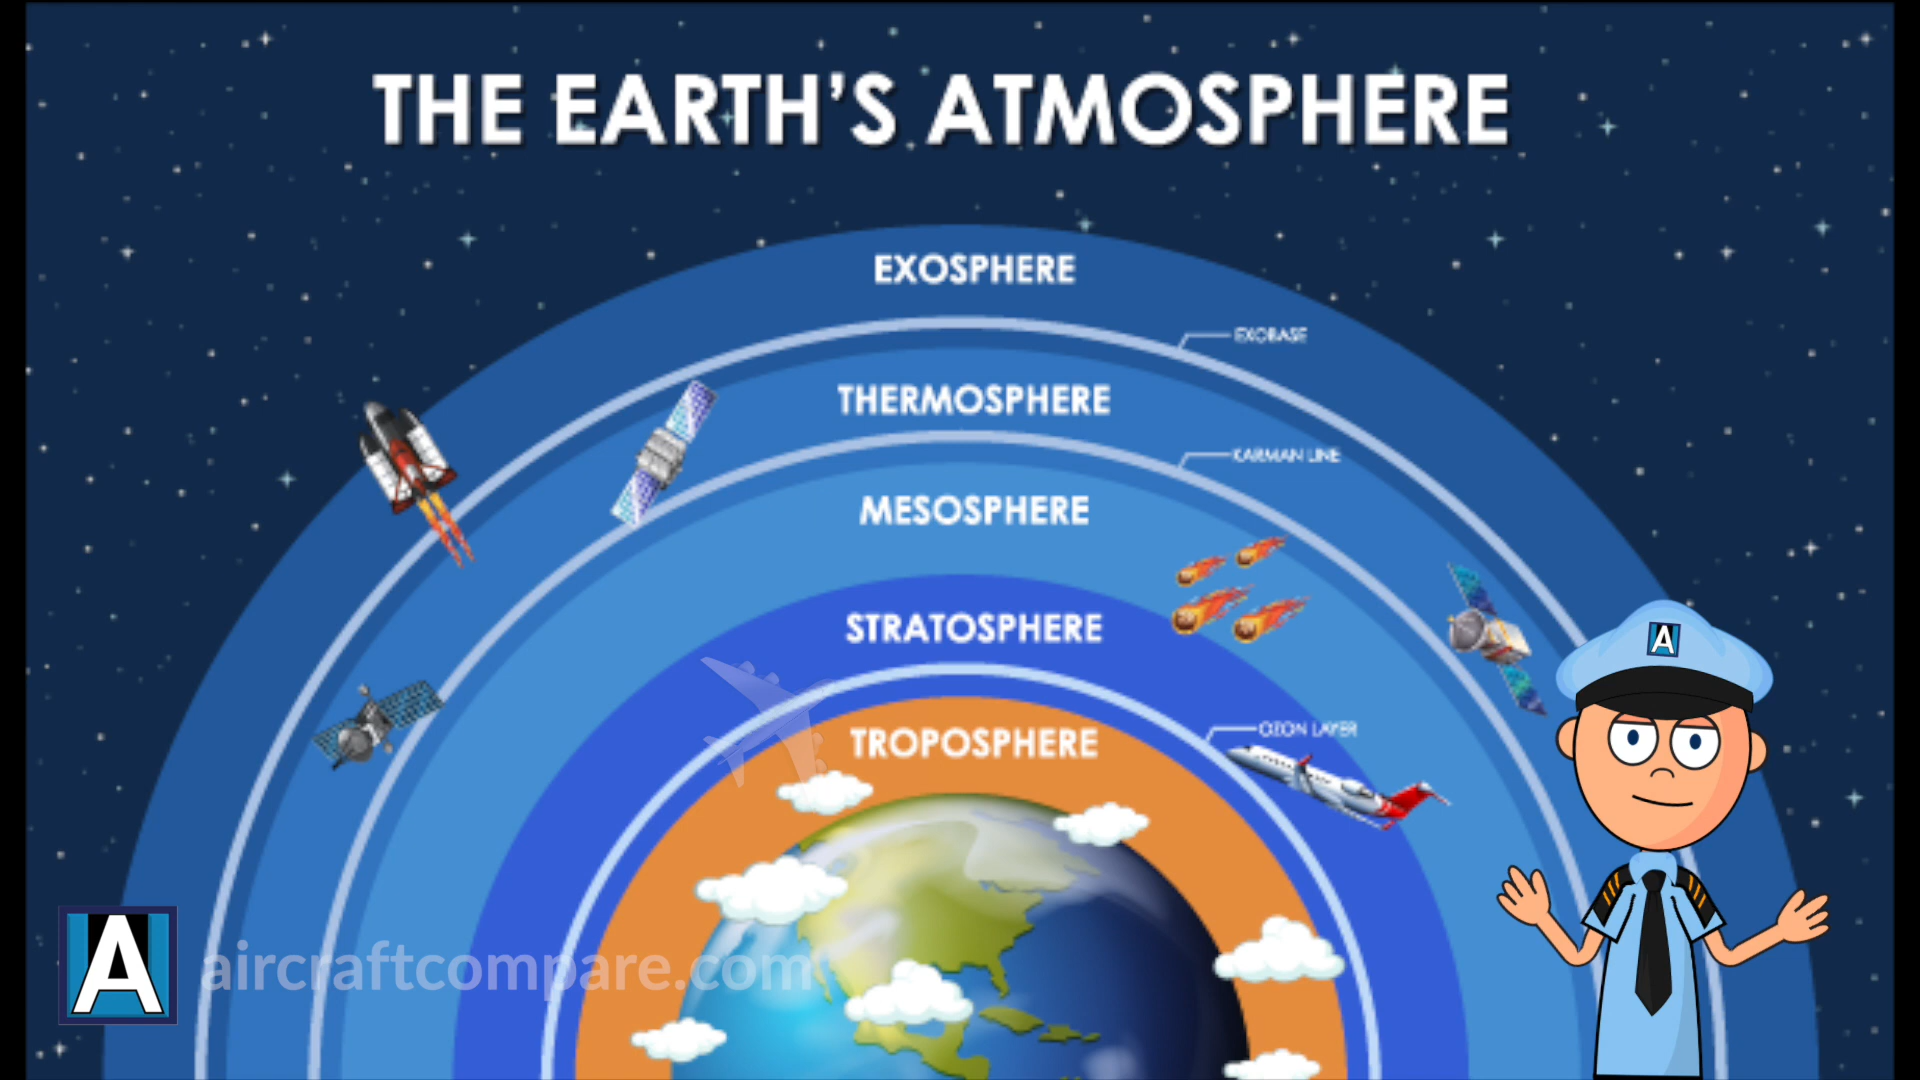 THE EARTH'S ATMOSPHERE
EXOSPHERE
EXOBASE
THERMOSPHERE
KARMAN LINE
MESOSPHERE
STRATOSPHERE
OZON LAYER
TROPOSPHERE
A
A
aircraftcompare.com